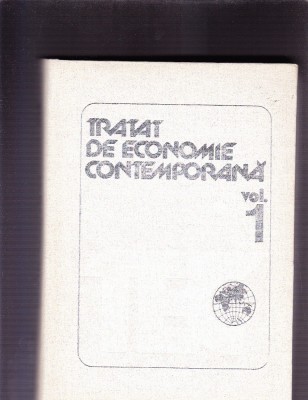 TRATAT
DE ECONOMIE
CONTEMPORANĂ
vol.
1